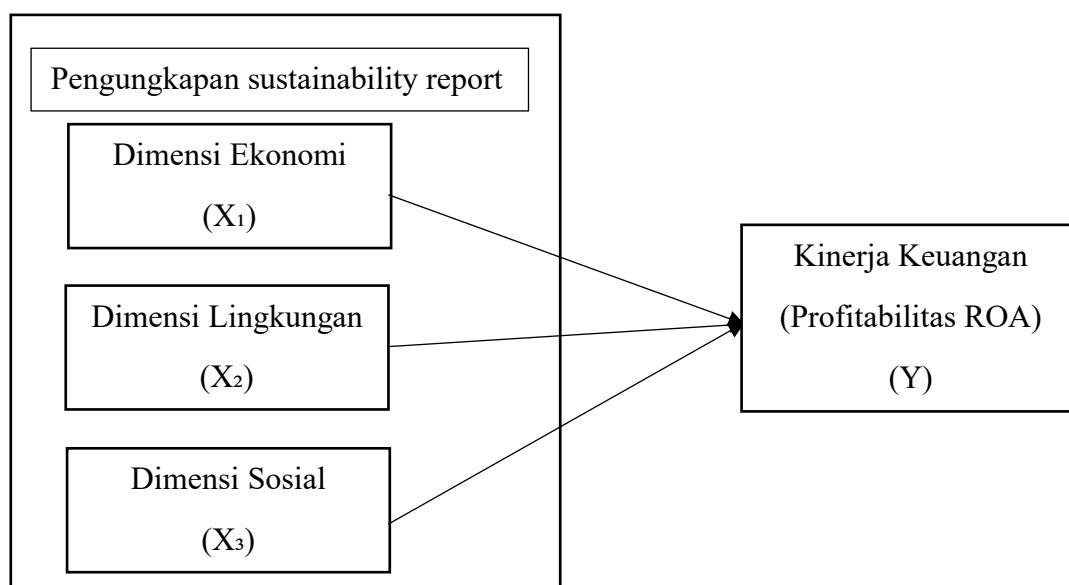 Pengungkapan sustainability report
Dimensi Ekonomi
(X₁)
Dimensi Lingkungan
(X₂)
Dimensi Sosial
(X₃)
Kinerja Keuangan
(Profitabilitas ROA)
(Y)